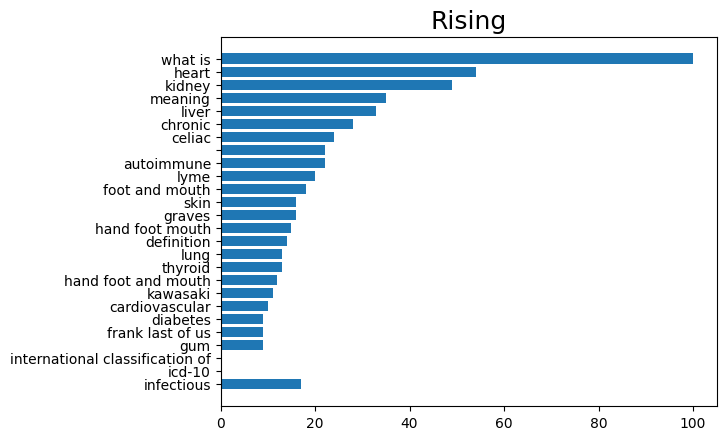 Rising
what is
heart
kidney
meaning
liver
chronic
celiac
autoimmune
lyme
foot and mouth
skin
graves
hand foot mouth
definition
lung
thyroid
hand foot and mouth
kawasaki
cardiovascular
diabetes
frank last of us
gum
international classification of
icd-10
infectious
0 20 40 60 80 100